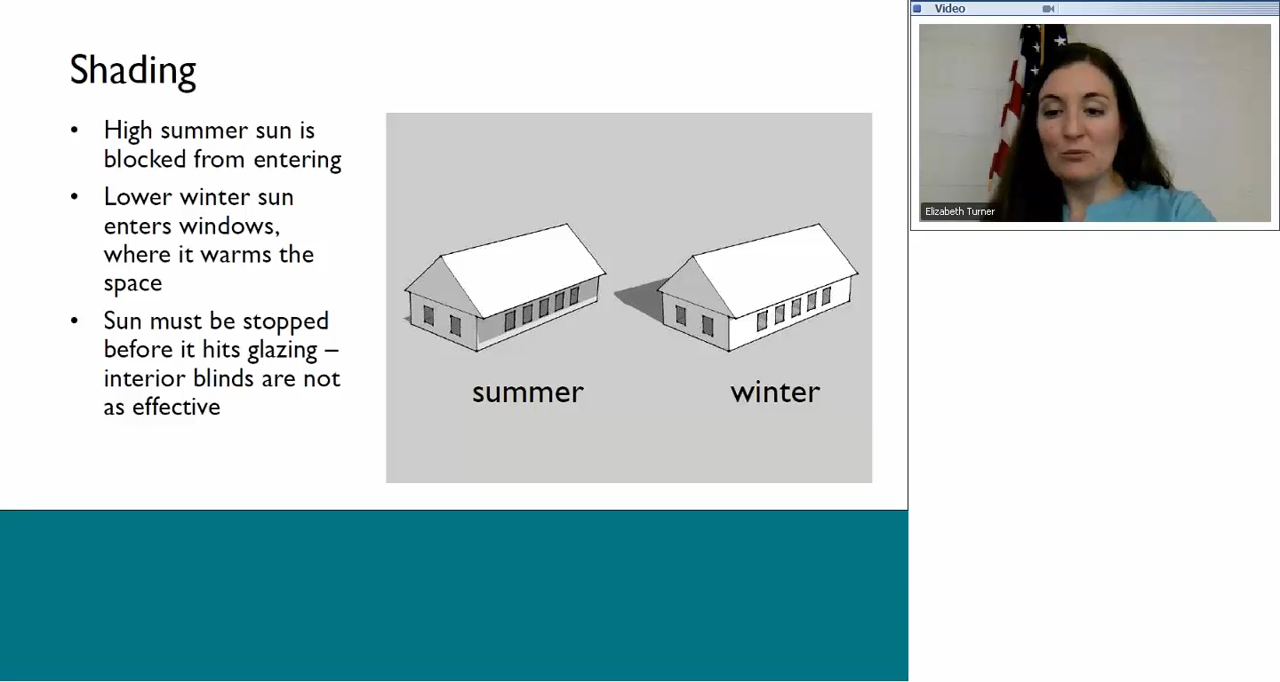 Shading
• High summer sun is
blocked from entering
• Lower winter sun
enters windows,
where it warms the
space
• Sun must be stopped
before it hits glazing –
interior blinds are not
as effective
summer
winter
Video
Elizabeth Turner